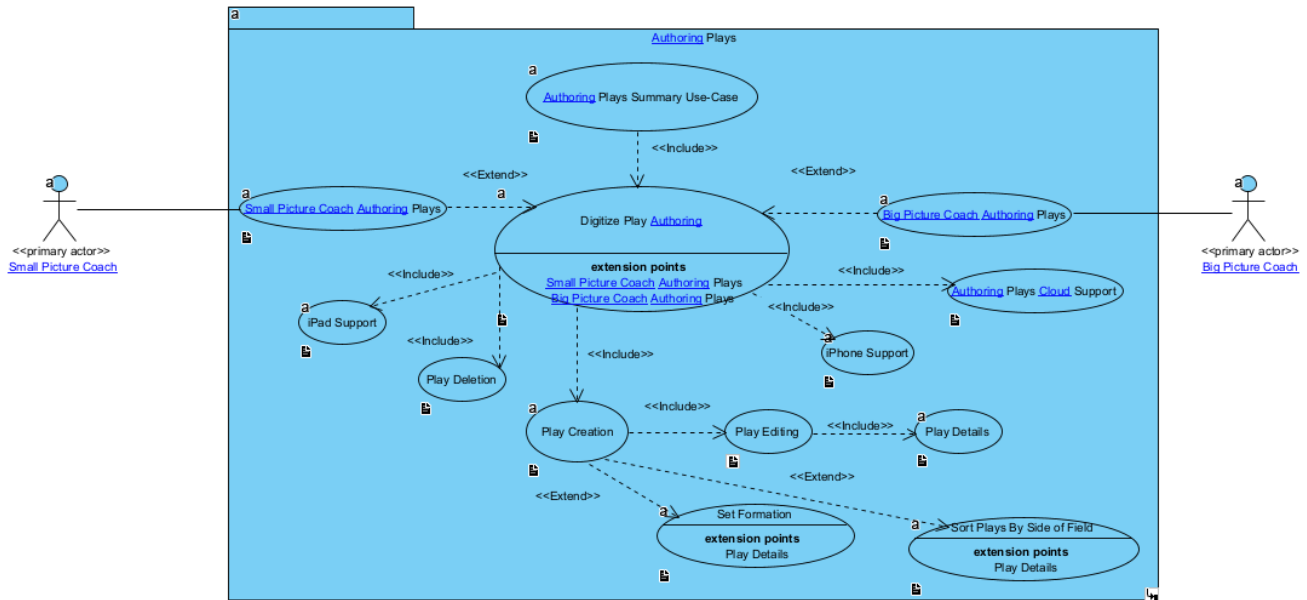 a
Authoring Plays
a
Authoring Plays Summary Use-Case
<<Include>>
<<Extend>>
<<Extend>>
a
<<primary actor>>
Small Picture Coach
a
Small Picture Coach Authoring Plays
a
Digitize Play Authoring
extension points
Small Picture Coach Authoring Plays
Big Picture Coach Authoring Plays
a
Big Picture Coach Authoring Plays
a
<<primary actor>>
Big Picture Coach
<<Include>>
<<Include>>
Authoring Plays Cloud Support
a
iPad Support
<<Include>>
a
iPhone Support
<<Include>>
Play Deletion
<<Include>>
a
Play Creation
<<Include>>
Play Editing
<<Include>>
a
Play Details
<<Extend>>
<<Extend>>
a
Set Formation
extension points
Play Details
a
Sort Plays By Side of Field
extension points
Play Details